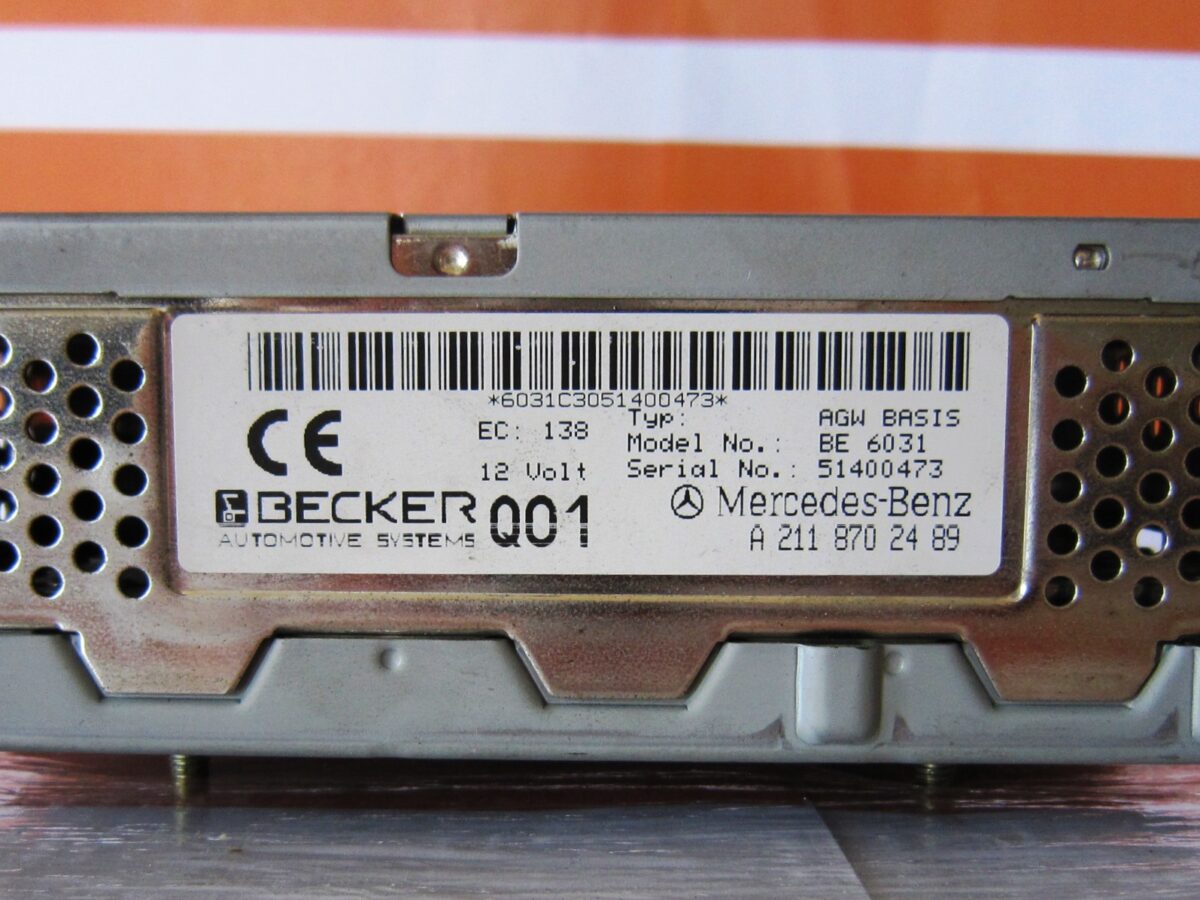 *6031C3051400473*
CE
EC: 138
12 Volt
Typ: AGW BASIS
Model No.: BE 6031
Serial No.: 51400473
BECKER
AUTOMOTIVE SYSTEMS
Q01
Mercedes-Benz
A 211 870 24 89